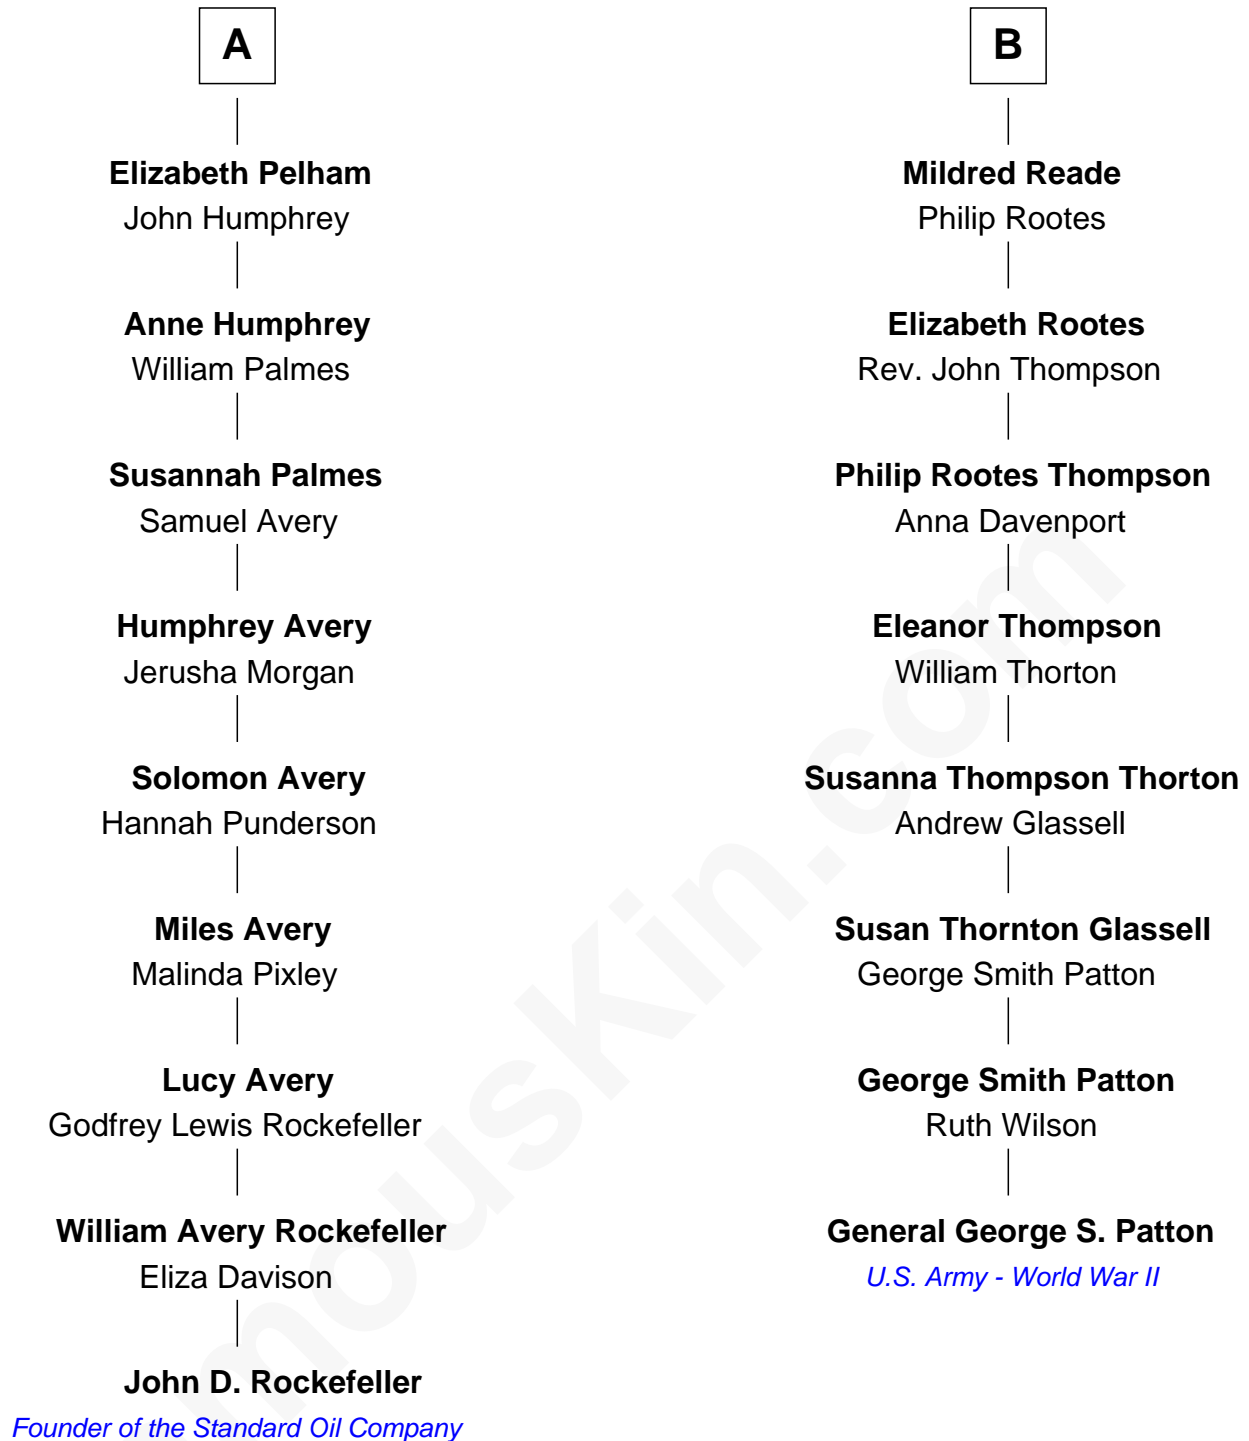 A
Elizabeth Pelham
John Humphrey
Anne Humphrey
William Palmes
Susannah Palmes
Samuel Avery
Humphrey Avery
Jerusha Morgan
Solomon Avery
Hannah Punderson
Miles Avery
Malinda Pixley
Lucy Avery
Godfrey Lewis Rockefeller
William Avery Rockefeller
Eliza Davison
John D. Rockefeller
Founder of the Standard Oil Company
B
Mildred Reade
Philip Rootes
Elizabeth Rootes
Rev. John Thompson
Philip Rootes Thompson
Anna Davenport
Eleanor Thompson
William Thorton
Susanna Thompson Thorton
Andrew Glassell
Susan Thornton Glassell
George Smith Patton
George Smith Patton
Ruth Wilson
General George S. Patton
U.S. Army - World War II
mousKin.com